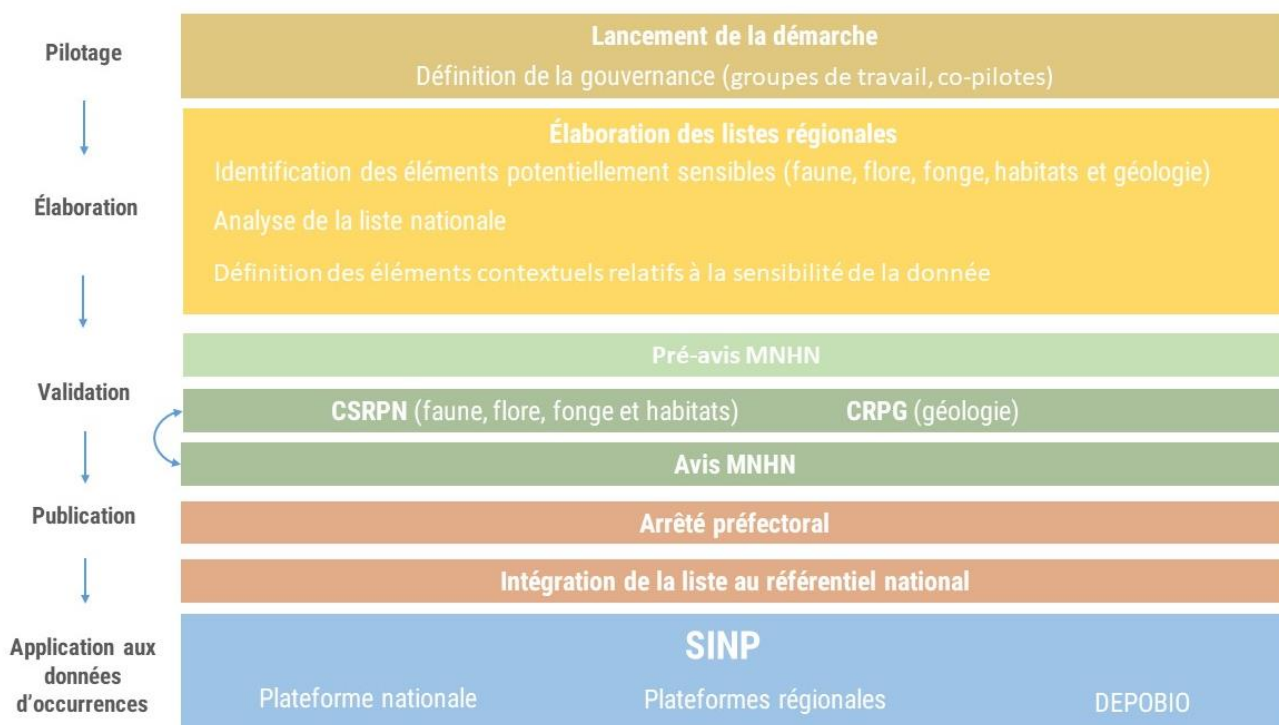 Pilotage
Lancement de la démarche
Définition de la gouvernance (groupes de travail, co-pilotes)
Élaboration
Élaboration des listes régionales
Identification des éléments potentiellement sensibles (faune, flore, fonge, habitats et géologie)
Analyse de la liste nationale
Définition des éléments contextuels relatifs à la sensibilité de la donnée
Validation
Pré-avis MNHN
CSRPN (faune, flore, fonge et habitats) CRPG (géologie)
Avis MNHN
Publication
Arrêté préfectoral
Intégration de la liste au référentiel national
Application aux
données
d'occurrences
SINP
Plateforme nationale Plateformes régionales DEPOBIO